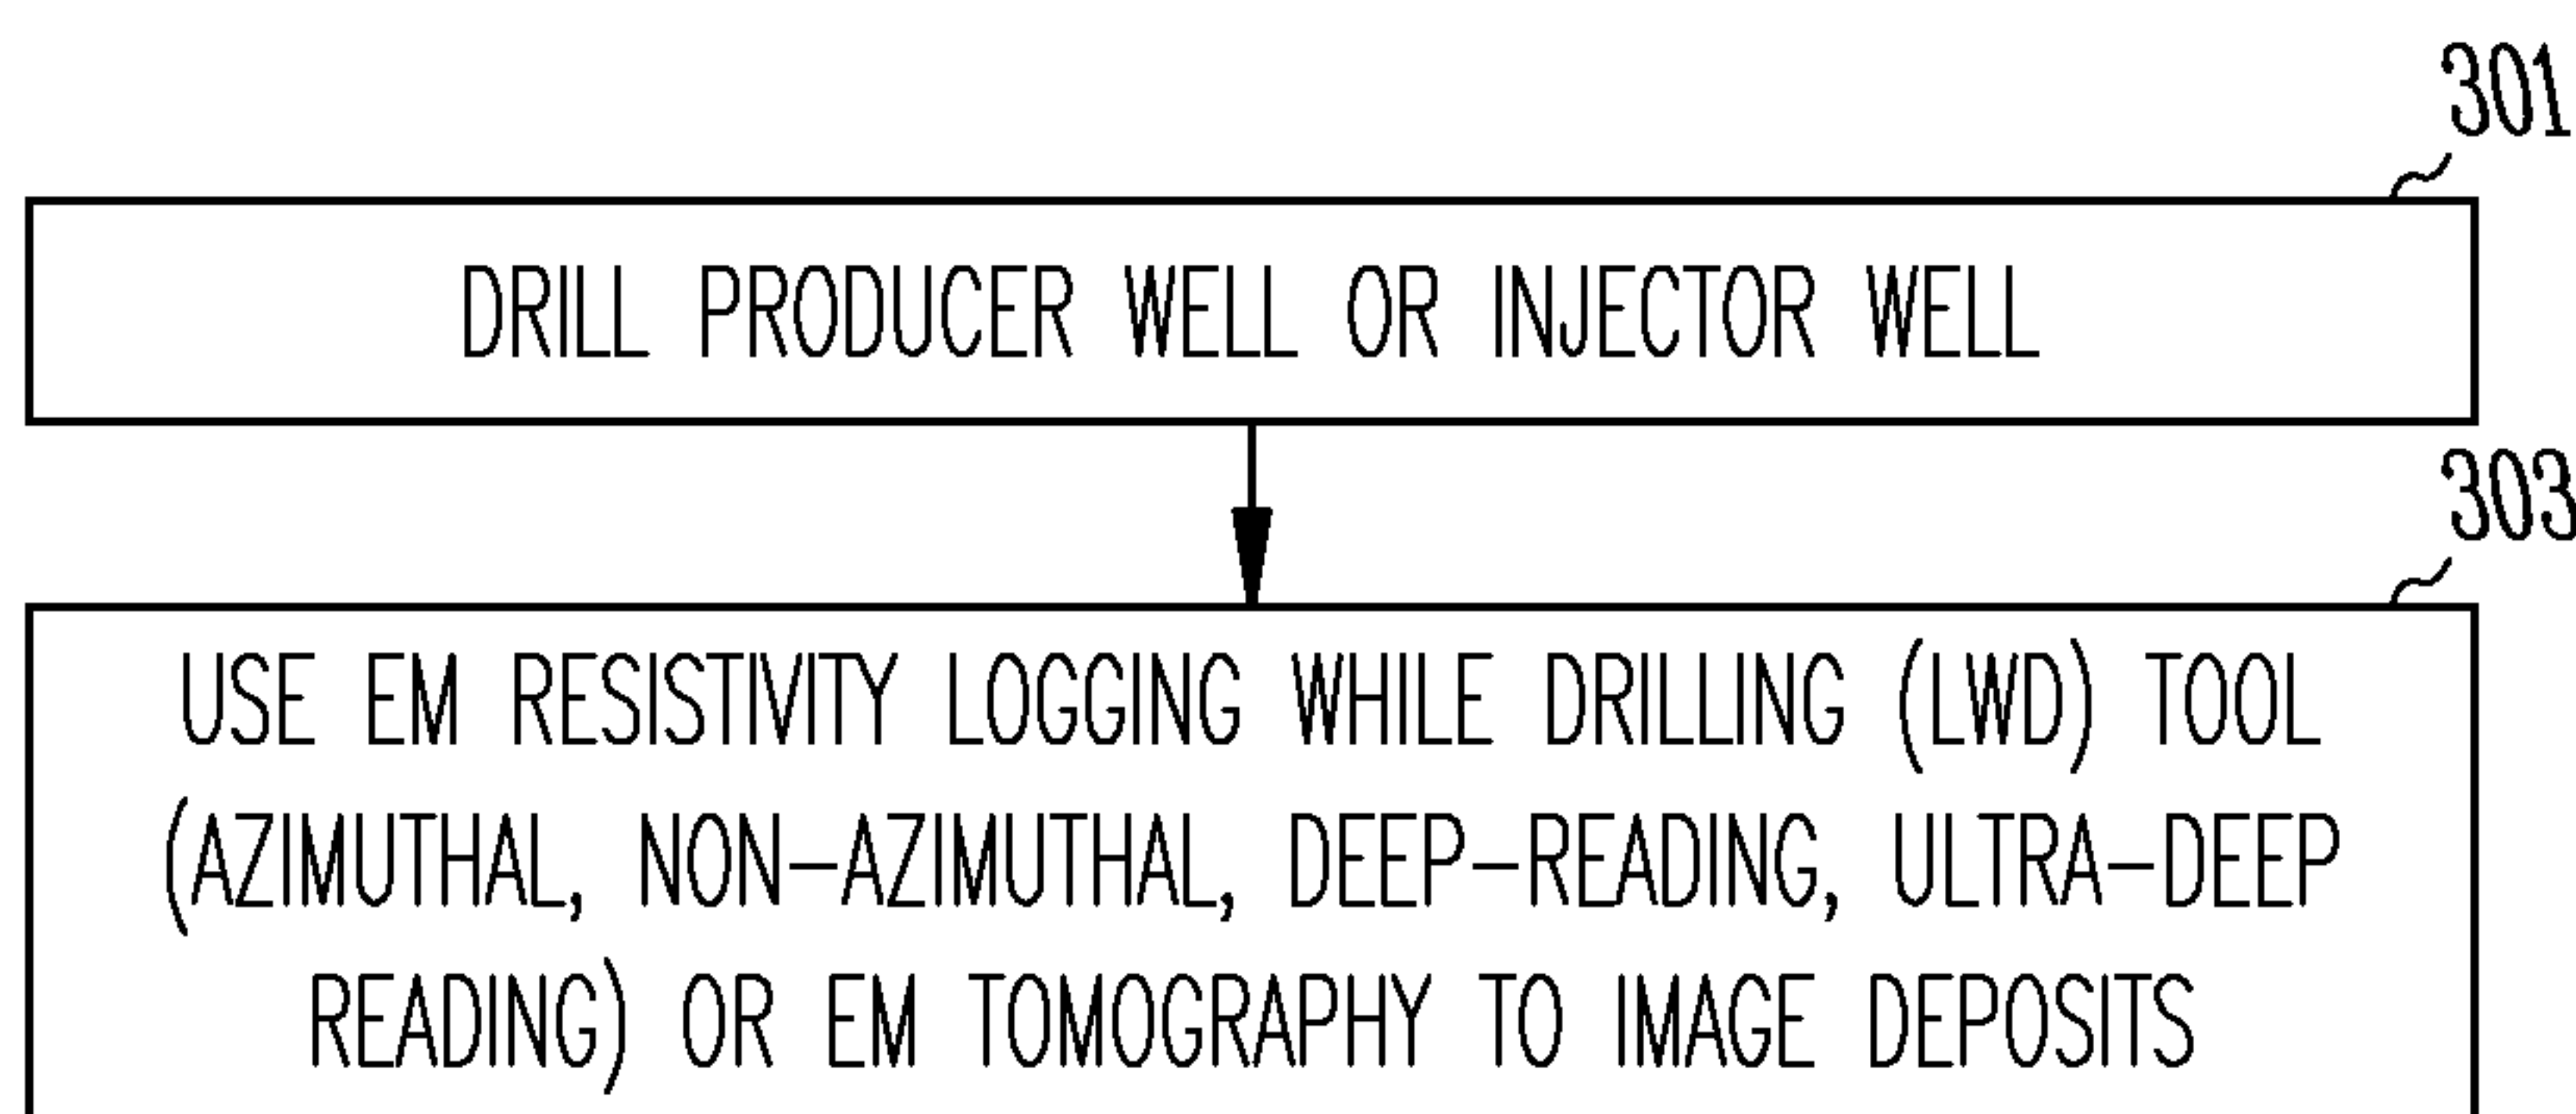 301
DRILL PRODUCER WELL OR INJECTOR WELL
303
USE EM RESISTIVITY LOGGING WHILE DRILLING (LWD) TOOL
(AZIMUTHAL, NON-AZIMUTHAL, DEEP-READING, ULTRA-DEEP
READING) OR EM TOMOGRAPHY TO IMAGE DEPOSITS